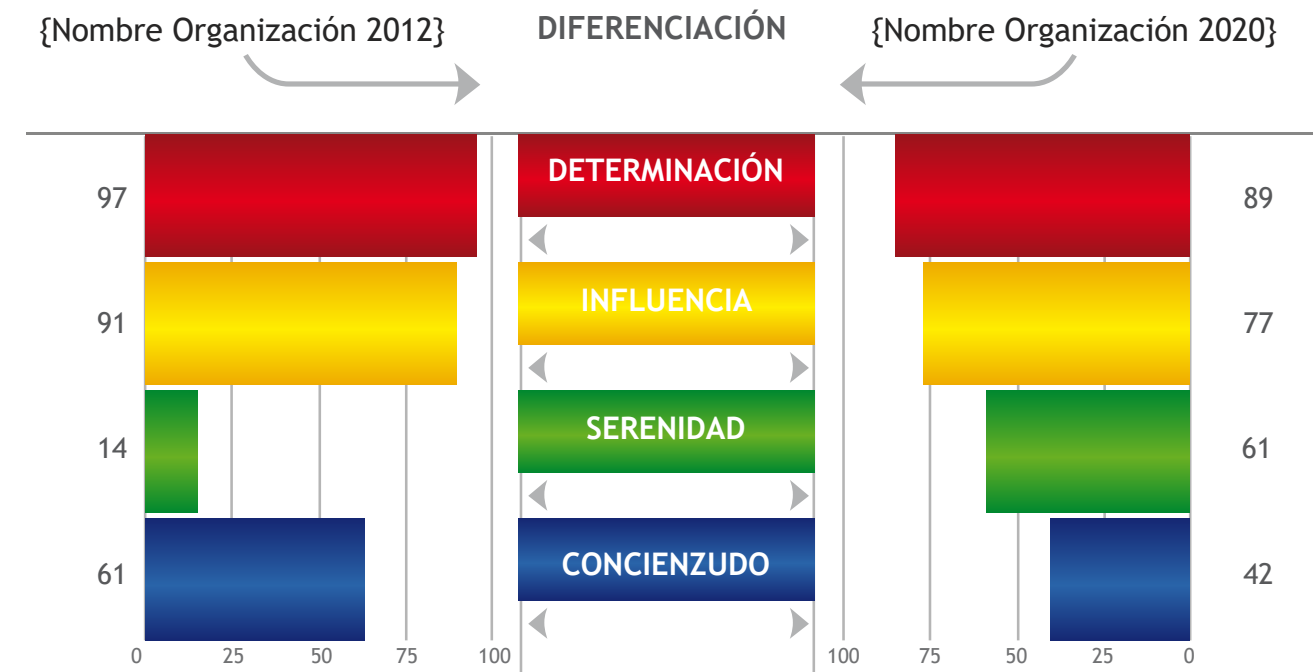 {Nombre Organización 2012} DIFERENCIACIÓN {Nombre Organización 2020}
97 DETERMINACIÓN 89
91 INFLUENCIA 77
14 SERENIDAD 61
61 CONCIENZUDO 42
0 25 50 75 100 100 75 50 25 0